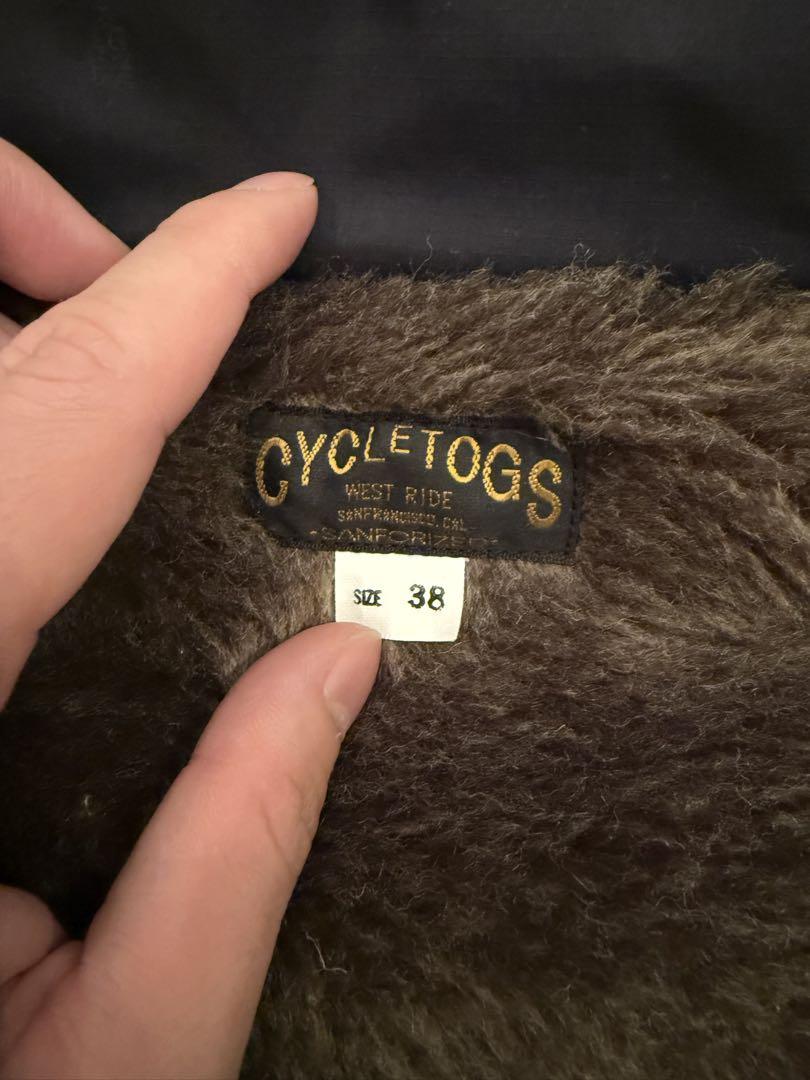 CYCLETOGS
WEST RIDE
SANFRANCISCO, CAL.
•SANFORIZED•
SIZE 38